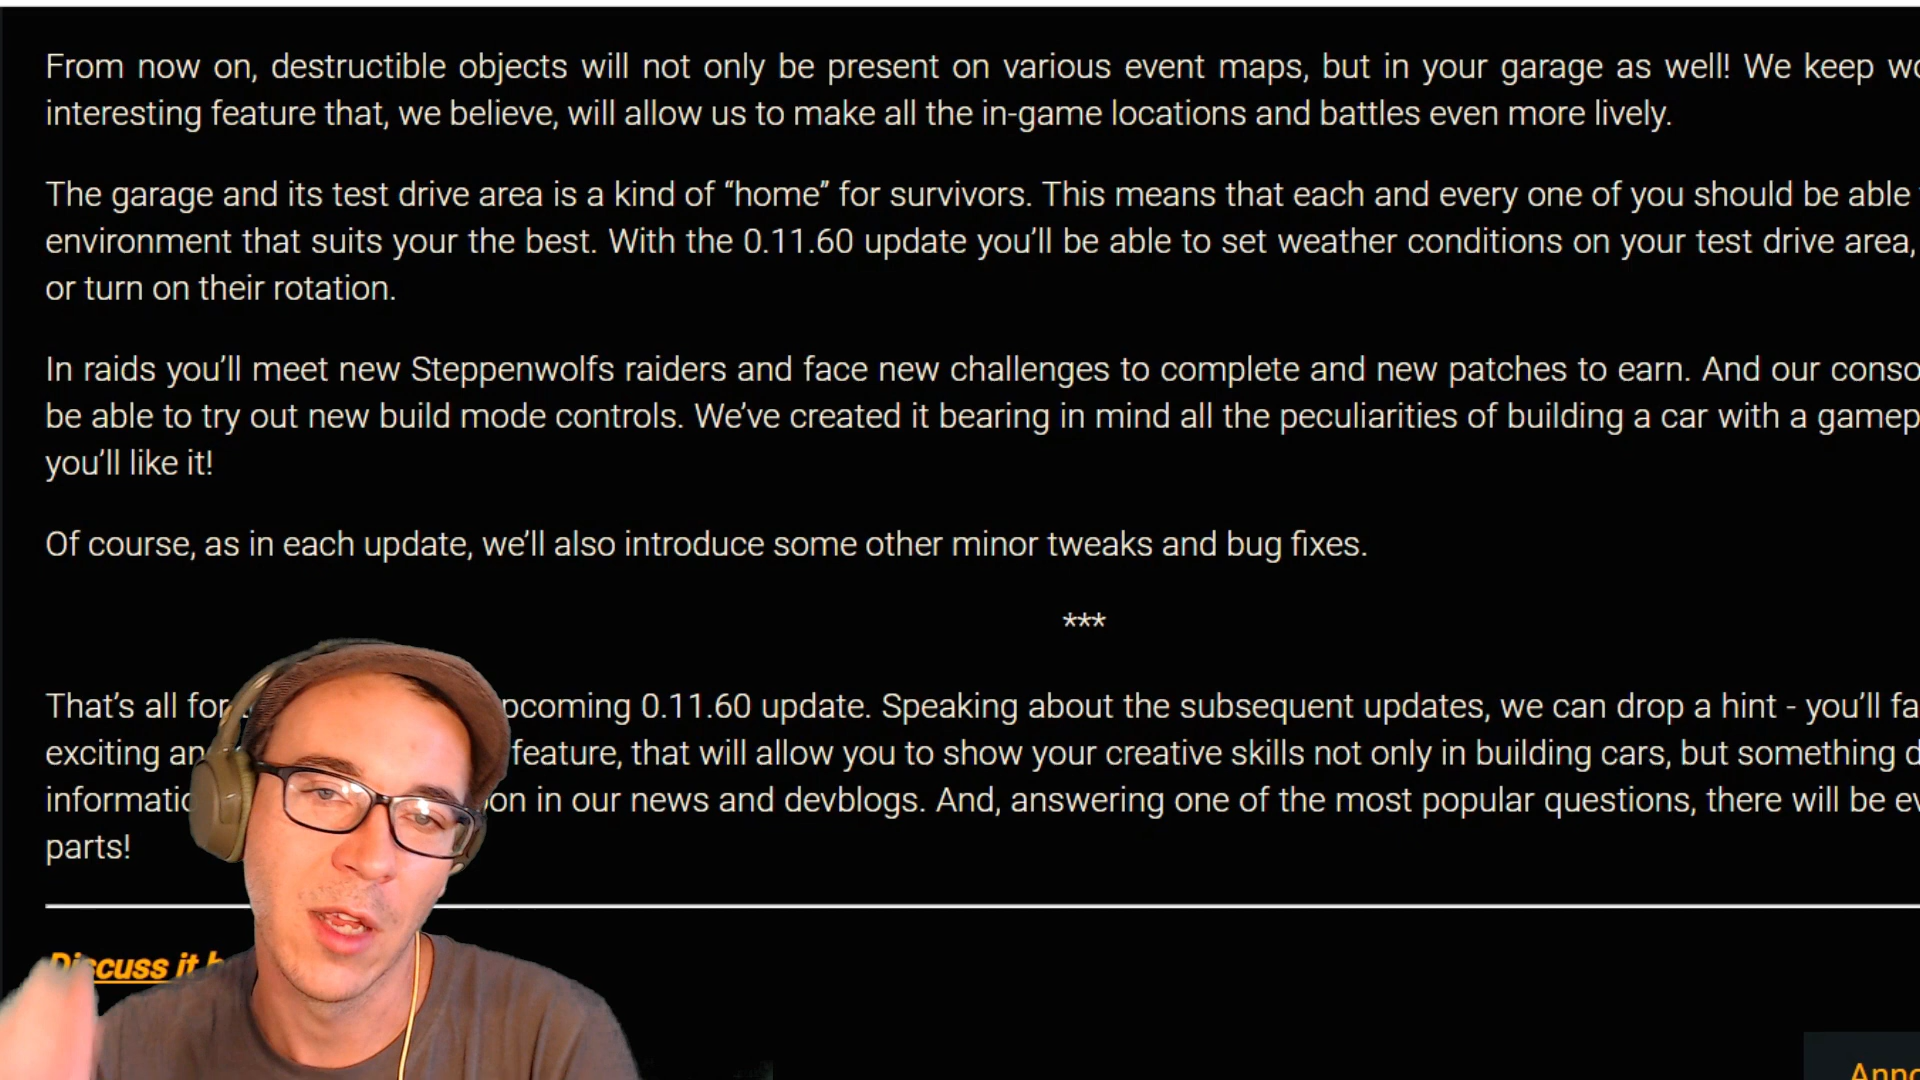 From now on, destructible objects will not only be present on various event maps, but in your garage as well! We keep
interesting feature that, we believe, will allow us to make all the in-game locations and battles even more lively.
The garage and its test drive area is a kind of “home” for survivors. This means that each and every one of you should be able
environment that suits your the best. With the 0.11.60 update you’ll be able to set weather conditions on your test drive area,
or turn on their rotation.
In raids you’ll meet new Steppenwolfs raiders and face new challenges to complete and new patches to earn. And our
be able to try out new build mode controls. We’ve created it bearing in mind all the peculiarities of building a car with a
you’ll like it!
Of course, as in each update, we’ll also introduce some other minor tweaks and bug fixes.
***
That’s all for 0.11.60 update. Speaking about the subsequent updates, we can drop a hint - you’ll
exciting feature, that will allow you to show your creative skills not only in building cars, but something
in our news and devblogs. And, answering one of the most popular questions, there will be
parts!
Discuss it